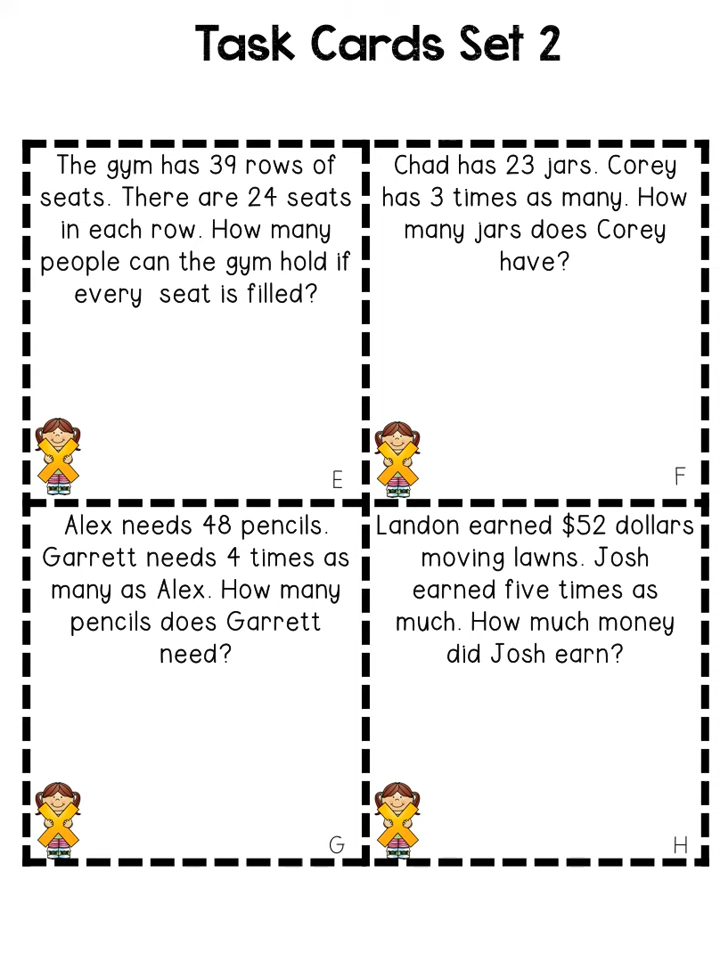 Task Cards Set 2
The gym has 39 rows of
seats. There are 24 seats
in each row. How many
people can the gym hold if
every seat is filled?
E
Chad has 23 jars. Corey
has 3 times as many. How
many jars does Corey
have?
F
Alex needs 48 pencils.
Garrett needs 4 times as
many as Alex. How many
pencils does Garrett
need?
G
Landon earned $52 dollars
moving lawns. Josh
earned five times as
much. How much money
did Josh earn?
H